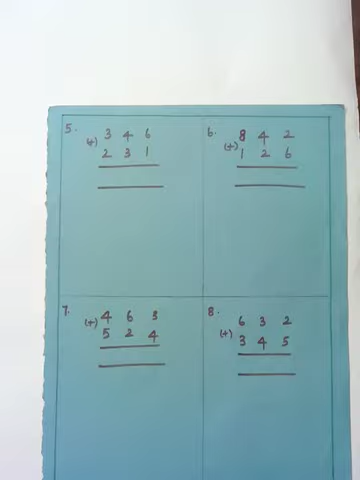 5.
3 4 6
(+)
2 3 1
6.
8 4 2
(+)
1 2 6
7.
4 6 3
(+)
5 2 4
8.
6 3 2
(+)
3 4 5